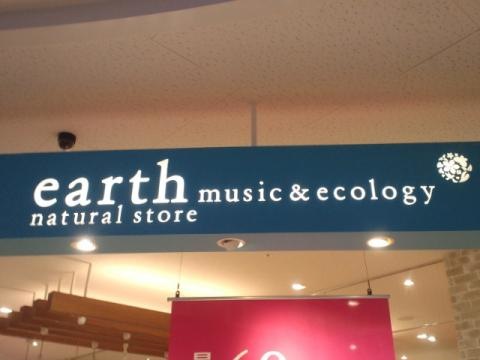 earth music & ecology
natural store